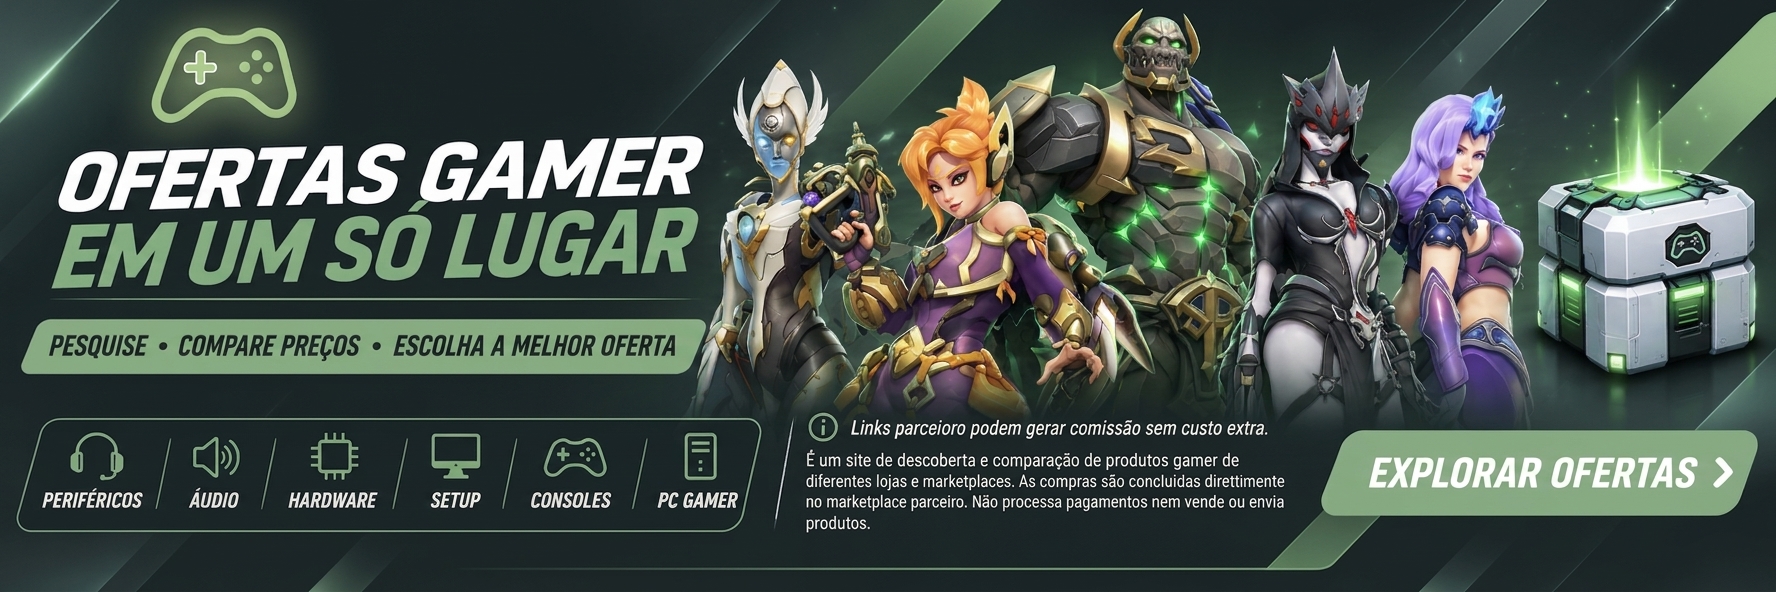 OFERTAS GAMER
EM UM SÓ LUGAR
PESQUISE • COMPARE PREÇOS • ESCOLHA A MELHOR OFERTA
PERIFÉRICOS
ÁUDIO
HARDWARE
SETUP
CONSOLES
PC GAMER
Links parceioro podem gerar comissão sem custo extra.
É um site de descoberta e comparação de produtos gamer de
diferentes lojas e marketplaces. As compras são concluidas direttimente
no marketplace parceiro. Não processa pagamentos nem vende ou envia
produtos.
EXPLORAR OFERTAS